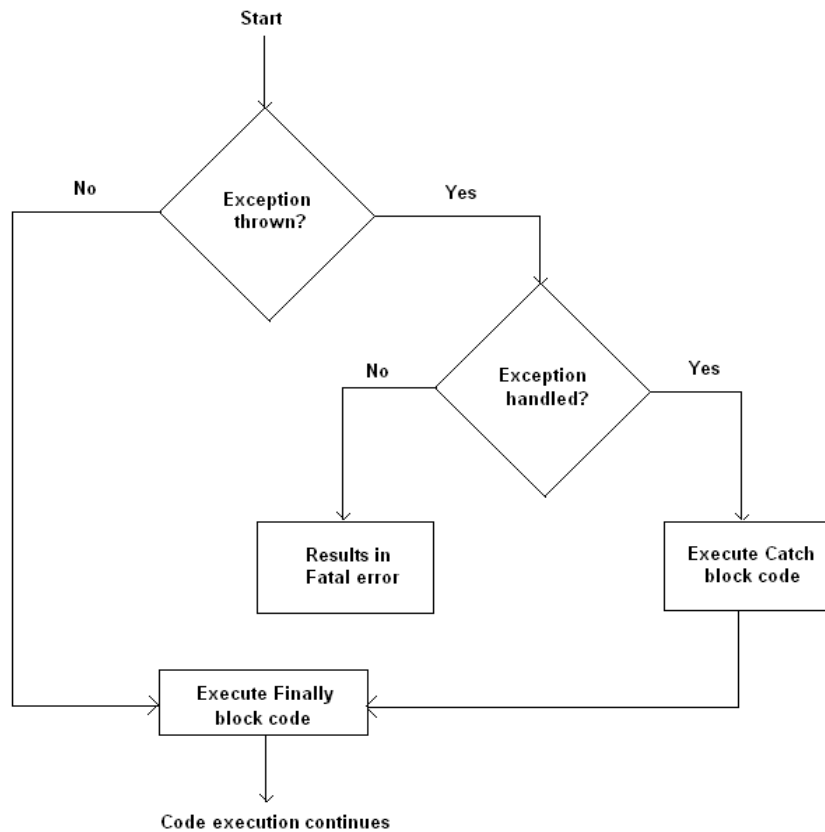 Start
No
Exception
thrown?
Yes
No
Exception
handled?
Yes
Results in
Fatal error
Execute Catch
block code
Execute Finally
block code
Code execution continues